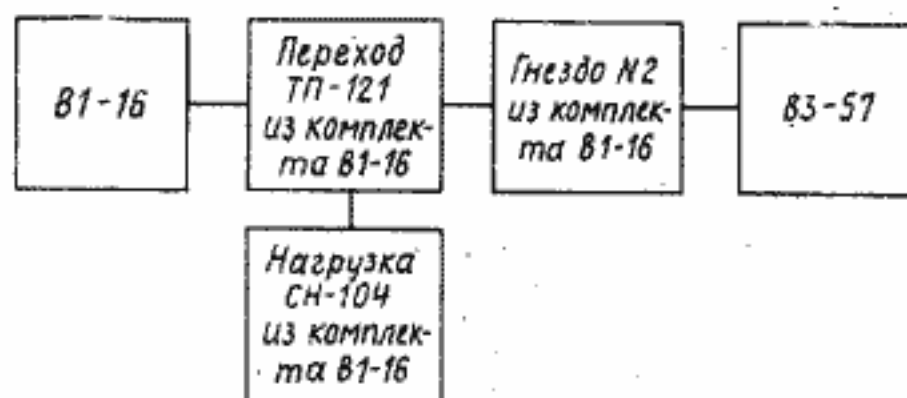 В1-16
Переход
ТП-121
из комплек-
та В1-16
Гнездо N2
из комплек-
та В1-16
В3-57
Нагрузка
СН-104
из комплек-
та В1-16